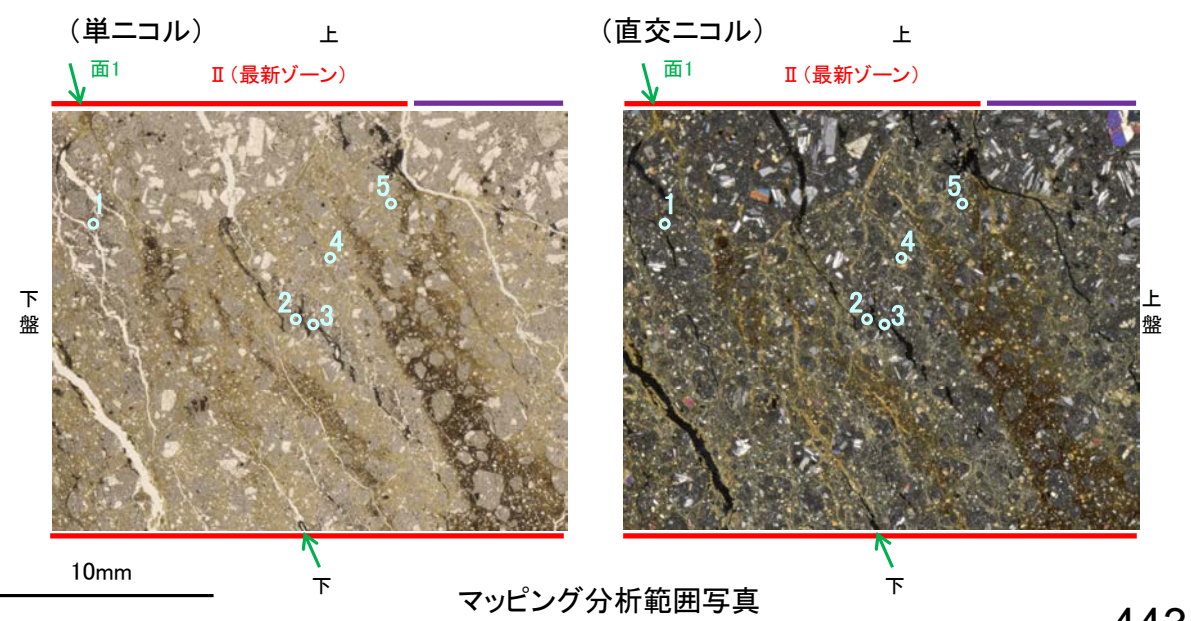 （単ニコル）
上
面1
Ⅱ（最新ゾーン）
1
5
4
2
3
下盤
下
10mm
（直交ニコル）
上
面1
Ⅱ（最新ゾーン）
1
5
4
2
3
上盤
下
マッピング分析範囲写真